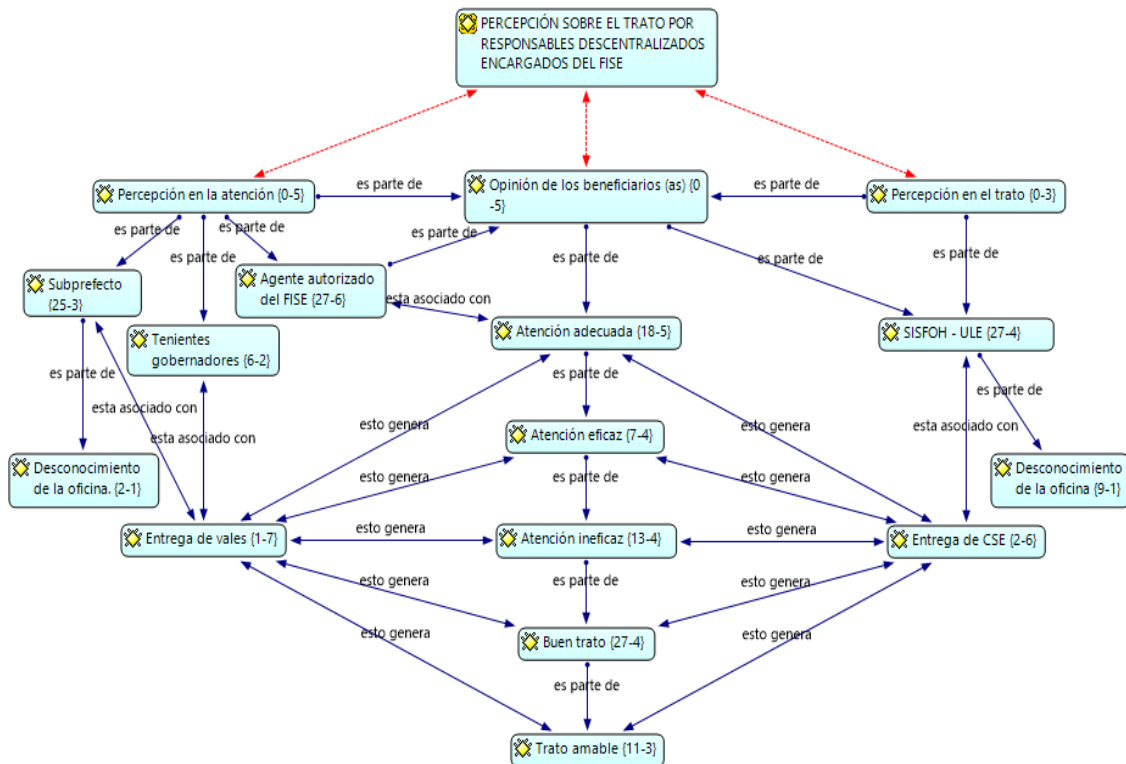 PERCEPCIÓN SOBRE EL TRATO POR
RESPONSABLES DESCENTRALIZADOS
ENCARGADOS DEL FISE
Percepción en la atención {0-5}
es parte de
Opinión de los beneficiarios (as) {0
-5}
es parte de
Percepción en el trato {0-3}
es parte de
es parte de
es parte de
es parte de
es parte de
es parte de
es parte de
Subprefecto
{25-3}
Agente autorizado
del FISE {27-6}
esta asociado con
Tenientes
gobernadores {6-2}
Atención adecuada {18-5}
SISFOH - ULE {27-4}
es parte de
es parte de
es parte de
esta asociado con
esta asociado con
esta asociado con
esto genera
esto genera
Atención eficaz {7-4}
Desconocimiento
de la oficina. {2-1}
Desconocimiento
de la oficina {9-1}
esto genera
es parte de
esto genera
Entrega de vales {1-7}
esto genera
Atención ineficaz {13-4}
esto genera
Entrega de CSE {2-6}
esto genera
es parte de
esto genera
esto genera
Buen trato {27-4}
esto genera
es parte de
Trato amable {11-3}